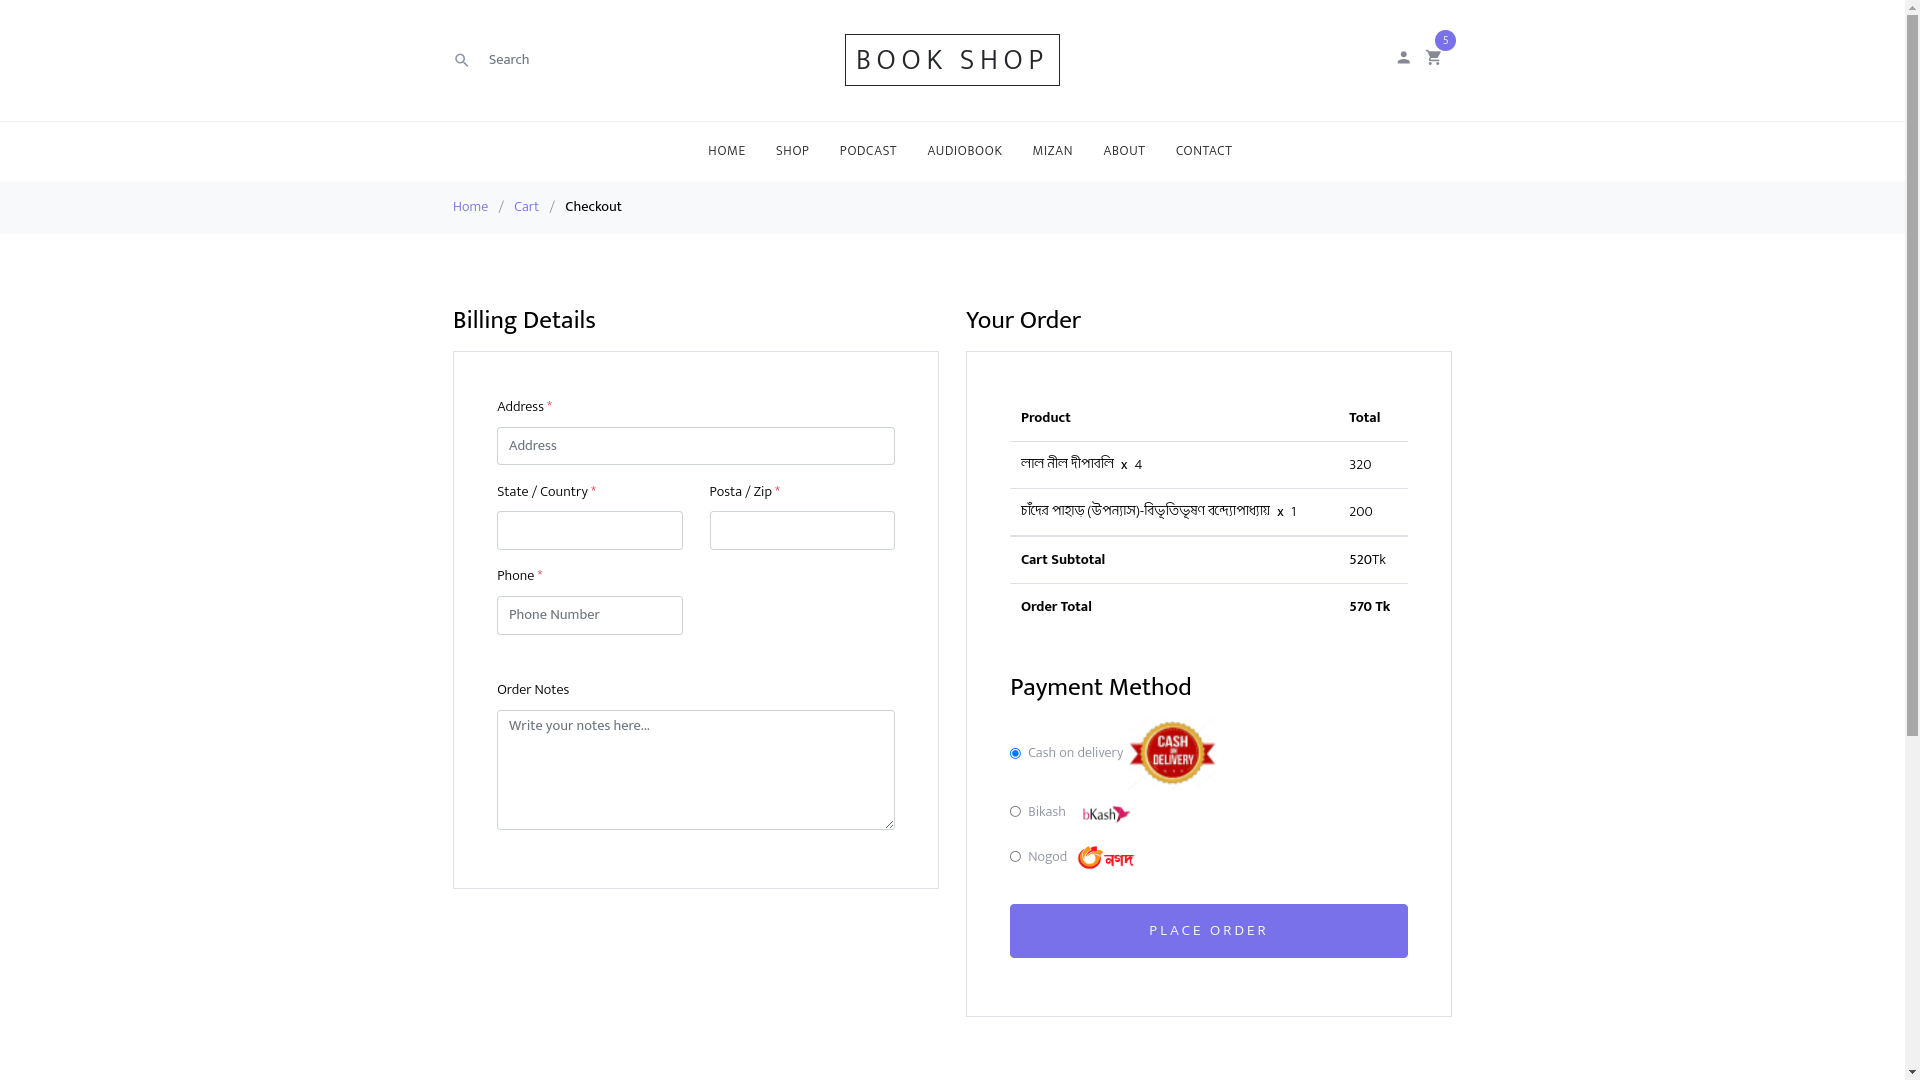 Search
BOOK SHOP
5
HOME SHOP PODCAST AUDIOBOOK MIZAN ABOUT CONTACT
Home / Cart / Checkout
Billing Details
Address *
Address
State / Country *
Posta / Zip *
Phone *
Phone Number
Order Notes
Write your notes here...
Your Order
Product Total
লাল নীল দীপাবলি x 4 320
চাঁদের পাহাড় (উপন্যাস)-বিভূতিভূষণ বন্দ্যোপাধ্যায় x 1 200
Cart Subtotal 520Tk
Order Total 570 Tk
Payment Method
Cash on delivery CASH ON DELIVERY
Bikash bKash
Nogod নগদ
PLACE ORDER